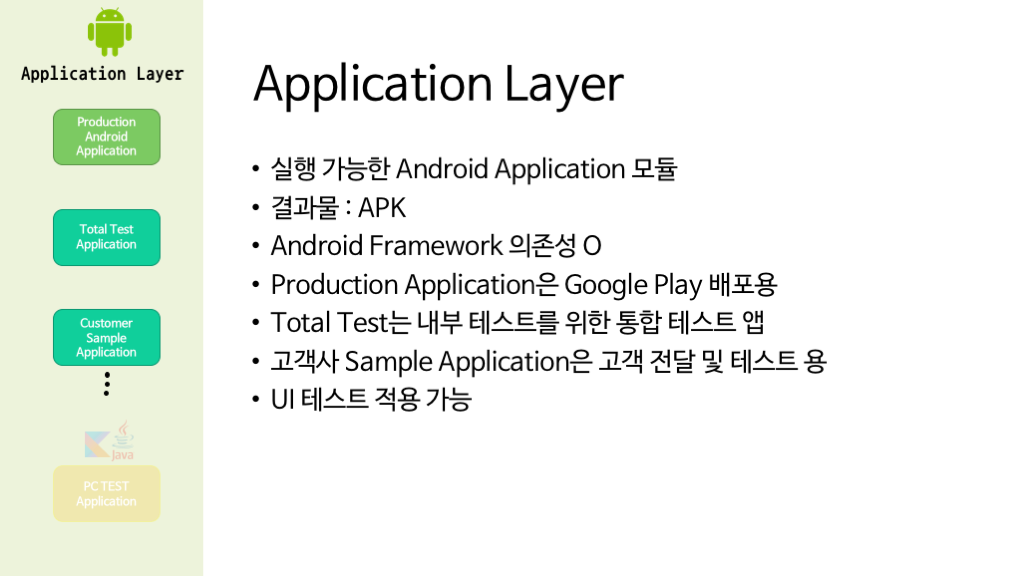 Application Layer
Production
Android
Application
Total Test
Application
Customer
Sample
Application
Java
PC TEST
Application
Application Layer
• 실행 가능한 Android Application 모듈
• 결과물 : APK
• Android Framework 의존성 O
• Production Application은 Google Play 배포용
• Total Test는 내부 테스트를 위한 통합 테스트 앱
• 고객사 Sample Application은 고객 전달 및 테스트 용
• UI 테스트 적용 가능